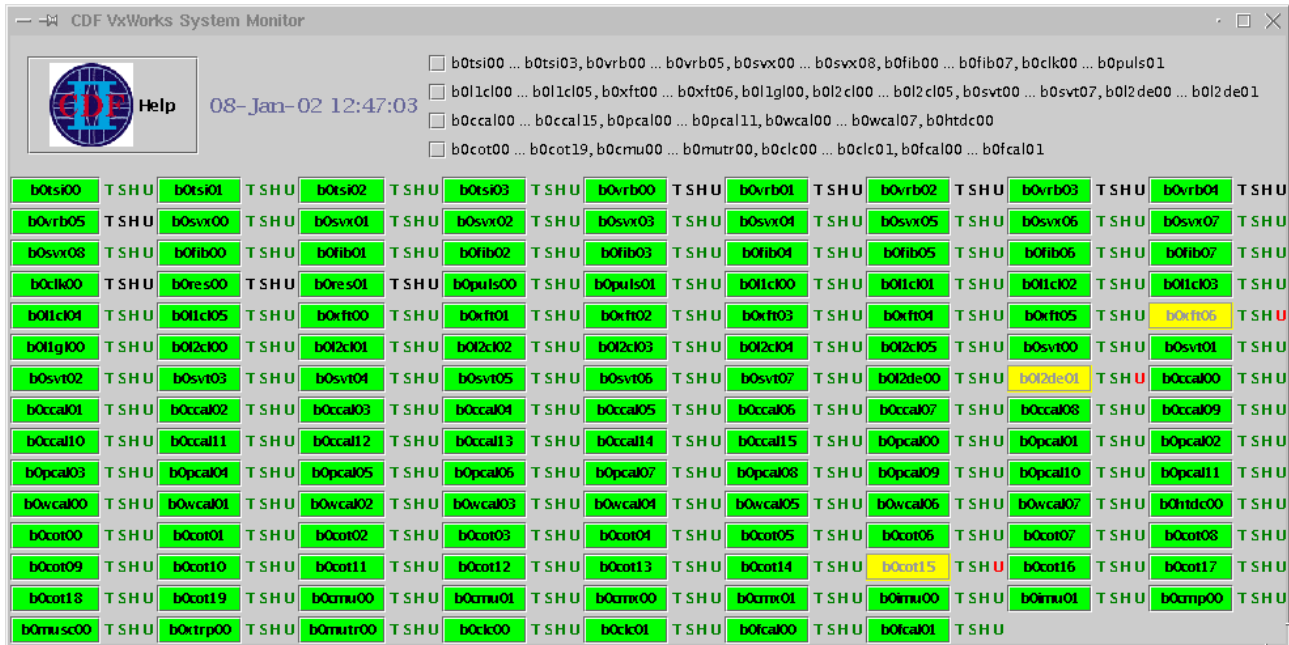 CDF VxWorks System Monitor
CDF II Help
08-Jan-02 12:47:03
b0tsi00 ... b0tsi03, b0vrb00 ... b0vrb05, b0svx00 ... b0svx08, b0fib00 ... b0fib07, b0clk00 ... b0puls01
b0l1cl00 ... b0l1cl05, b0xft00 ... b0xft06, b0l1gl00, b0l2cl00 ... b0l2cl05, b0svt00 ... b0svt07, b0l2de00 ... b0l2de01
b0ccal00 ... b0ccal15, b0pcal00 ... b0pcal11, b0wcal00 ... b0wcal07, b0htdc00
b0cot00 ... b0cot19, b0cmu00 ... b0mutr00, b0clc00 ... b0clc01, b0fcal00 ... b0fcal01
b0tsi00 TSHU b0tsi01 TSHU b0tsi02 TSHU b0tsi03 TSHU b0vrb00 TSHU b0vrb01 TSHU b0vrb02 TSHU b0vrb03 TSHU b0vrb04 TSHU
b0vrb05 TSHU b0svx00 TSHU b0svx01 TSHU b0svx02 TSHU b0svx03 TSHU b0svx04 TSHU b0svx05 TSHU b0svx06 TSHU b0svx07 TSHU
b0svx08 TSHU b0fib00 TSHU b0fib01 TSHU b0fib02 TSHU b0fib03 TSHU b0fib04 TSHU b0fib05 TSHU b0fib06 TSHU b0fib07 TSHU
b0clk00 TSHU b0res00 TSHU b0res01 TSHU b0puls00 TSHU b0puls01 TSHU b0l1cl00 TSHU b0l1cl01 TSHU b0l1cl02 TSHU b0l1cl03 TSHU
b0l1cl04 TSHU b0l1cl05 TSHU b0xft00 TSHU b0xft01 TSHU b0xft02 TSHU b0xft03 TSHU b0xft04 TSHU b0xft05 TSHU b0xft06 TSHU
b0l1gl00 TSHU b0l2cl00 TSHU b0l2cl01 TSHU b0l2cl02 TSHU b0l2cl03 TSHU b0l2cl04 TSHU b0l2cl05 TSHU b0svt00 TSHU b0svt01 TSHU
b0svt02 TSHU b0svt03 TSHU b0svt04 TSHU b0svt05 TSHU b0svt06 TSHU b0svt07 TSHU b0l2de00 TSHU b0l2de01 TSHU b0ccal00 TSHU
b0ccal01 TSHU b0ccal02 TSHU b0ccal03 TSHU b0ccal04 TSHU b0ccal05 TSHU b0ccal06 TSHU b0ccal07 TSHU b0ccal08 TSHU b0ccal09 TSHU
b0ccal10 TSHU b0ccal11 TSHU b0ccal12 TSHU b0ccal13 TSHU b0ccal14 TSHU b0ccal15 TSHU b0pcal00 TSHU b0pcal01 TSHU b0pcal02 TSHU
b0pcal03 TSHU b0pcal04 TSHU b0pcal05 TSHU b0pcal06 TSHU b0pcal07 TSHU b0pcal08 TSHU b0pcal09 TSHU b0pcal10 TSHU b0pcal11 TSHU
b0wcal00 TSHU b0wcal01 TSHU b0wcal02 TSHU b0wcal03 TSHU b0wcal04 TSHU b0wcal05 TSHU b0wcal06 TSHU b0wcal07 TSHU b0htdc00 TSHU
b0cot00 TSHU b0cot01 TSHU b0cot02 TSHU b0cot03 TSHU b0cot04 TSHU b0cot05 TSHU b0cot06 TSHU b0cot07 TSHU b0cot08 TSHU
b0cot09 TSHU b0cot10 TSHU b0cot11 TSHU b0cot12 TSHU b0cot13 TSHU b0cot14 TSHU b0cot15 TSHU b0cot16 TSHU b0cot17 TSHU
b0cot18 TSHU b0cot19 TSHU b0cmu00 TSHU b0cmu01 TSHU b0cmx00 TSHU b0cmx01 TSHU b0imu00 TSHU b0imu01 TSHU b0cmp00 TSHU
b0musc00 TSHU b0xtrp00 TSHU b0mutr00 TSHU b0clc00 TSHU b0clc01 TSHU b0fcal00 TSHU b0fcal01 TSHU